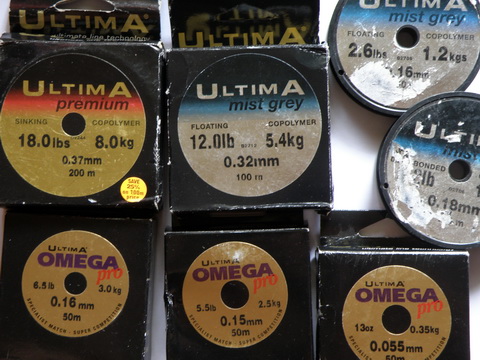 ULTIMA
ultimate line technology
ULTIMA
premium
SINKING COPOLYMER
18.0lbs 8.0kg
0.37mm
200 m
SAVE
25%
ULTIMA
mist grey
FLOATING COPOLYMER
12.0lb 5.4kg
0.32mm
100 m
ULTIMA
mist grey
FLOATING COPOLYMER
2.6lbs 1.2kgs
16mm
ULTIMA
mist
BONDED
lb
0.18mm
ULTIMA
OMEGA
pro
6.5lb 3.0kg
0.16mm
50m
SPECIALIST MATCH - SUPER COMPETITION
ULTIMA
OMEGA
pro
5.5lb 2.5kg
0.15mm
50m
SPECIALIST MATCH - SUPER COMPETITION
ULTIMA
OMEGA
pro
13oz 0.35kg
0.055mm
50m